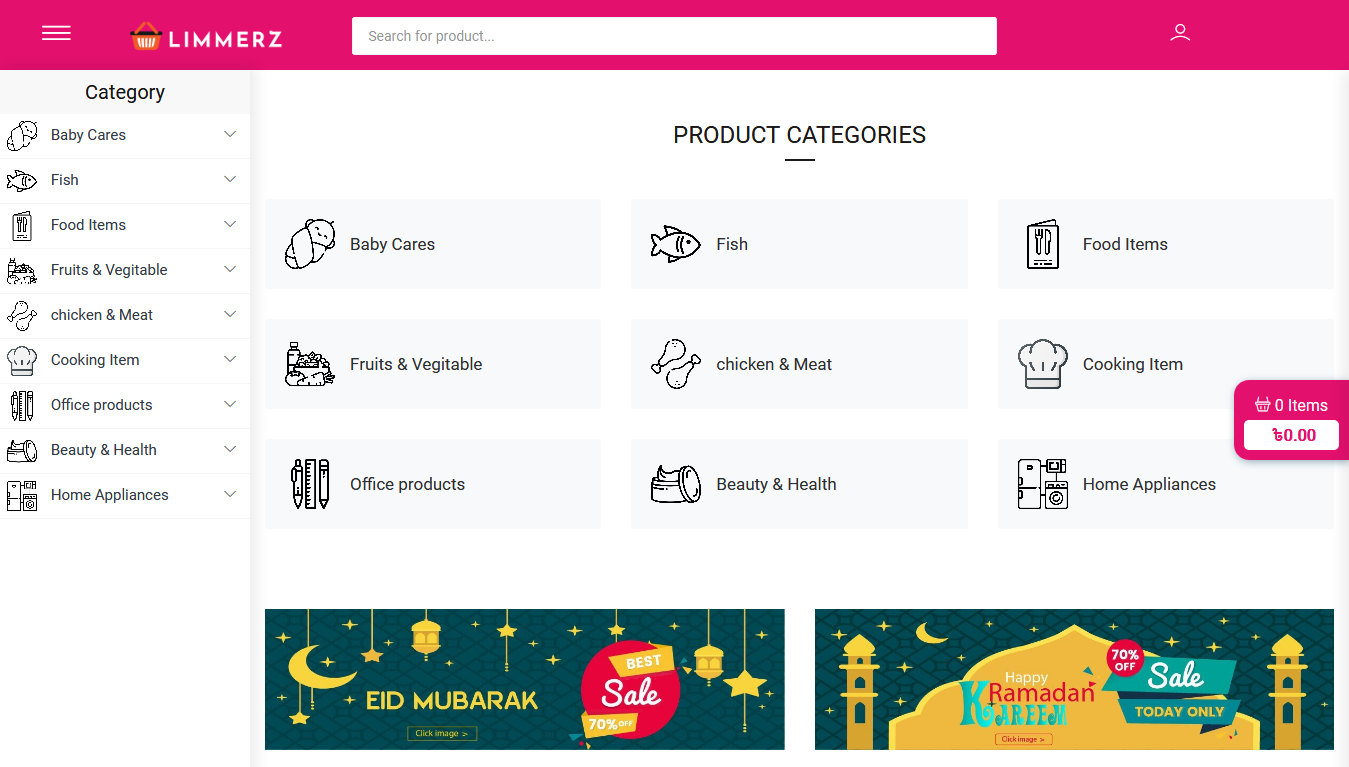 LIMMERZ
Search for product...
Category
Baby Cares
Fish
Food Items
Fruits & Vegitable
chicken & Meat
Cooking Item
Office products
Beauty & Health
Home Appliances
PRODUCT CATEGORIES
Baby Cares
Fish
Food Items
Fruits & Vegitable
chicken & Meat
Cooking Item
Office products
Beauty & Health
Home Appliances
0 Items
৳0.00
EID MUBARAK
Click image >
BEST
Sale
70% OFF
Happy
Ramadan
KAREEM
Click image >
70%
OFF
Sale
TODAY ONLY